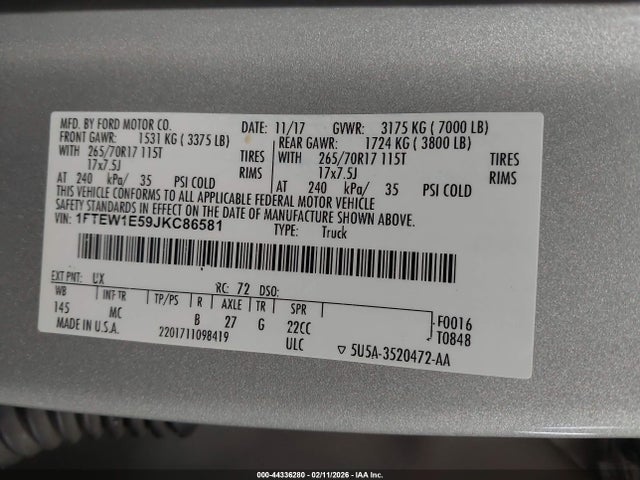 MFD. BY FORD MOTOR CO. DATE: 11/17 GVWR: 3175 KG ( 7000 LB)
FRONT GAWR: 1531 KG ( 3375 LB) REAR GAWR: 1724 KG ( 3800 LB)
WITH 265/70R17 115T TIRES WITH 265/70R17 115T TIRES
17x7.5J RIMS 17x7.5J RIMS
AT 240 kPa/ 35 PSI COLD AT 240 kPa/ 35 PSI COLD
THIS VEHICLE CONFORMS TO ALL APPLICABLE FEDERAL MOTOR VEHICLE
SAFETY STANDARDS IN EFFECT ON THE DATE OF MANUFACTURE SHOWN ABOVE.
VIN: 1FTEW1E59JKC86581 TYPE: Truck
EXT PNT: UX RC: 72 DSO:
WB INT TR TP/PS R AXLE TR SPR F0016
145 MC B 27 G 22CC T0848
MADE IN U.S.A. 2201711098419 ULC ▽ 5U5A-3520472-AA
000-44336280 - 02/11/2026 - IAA Inc.